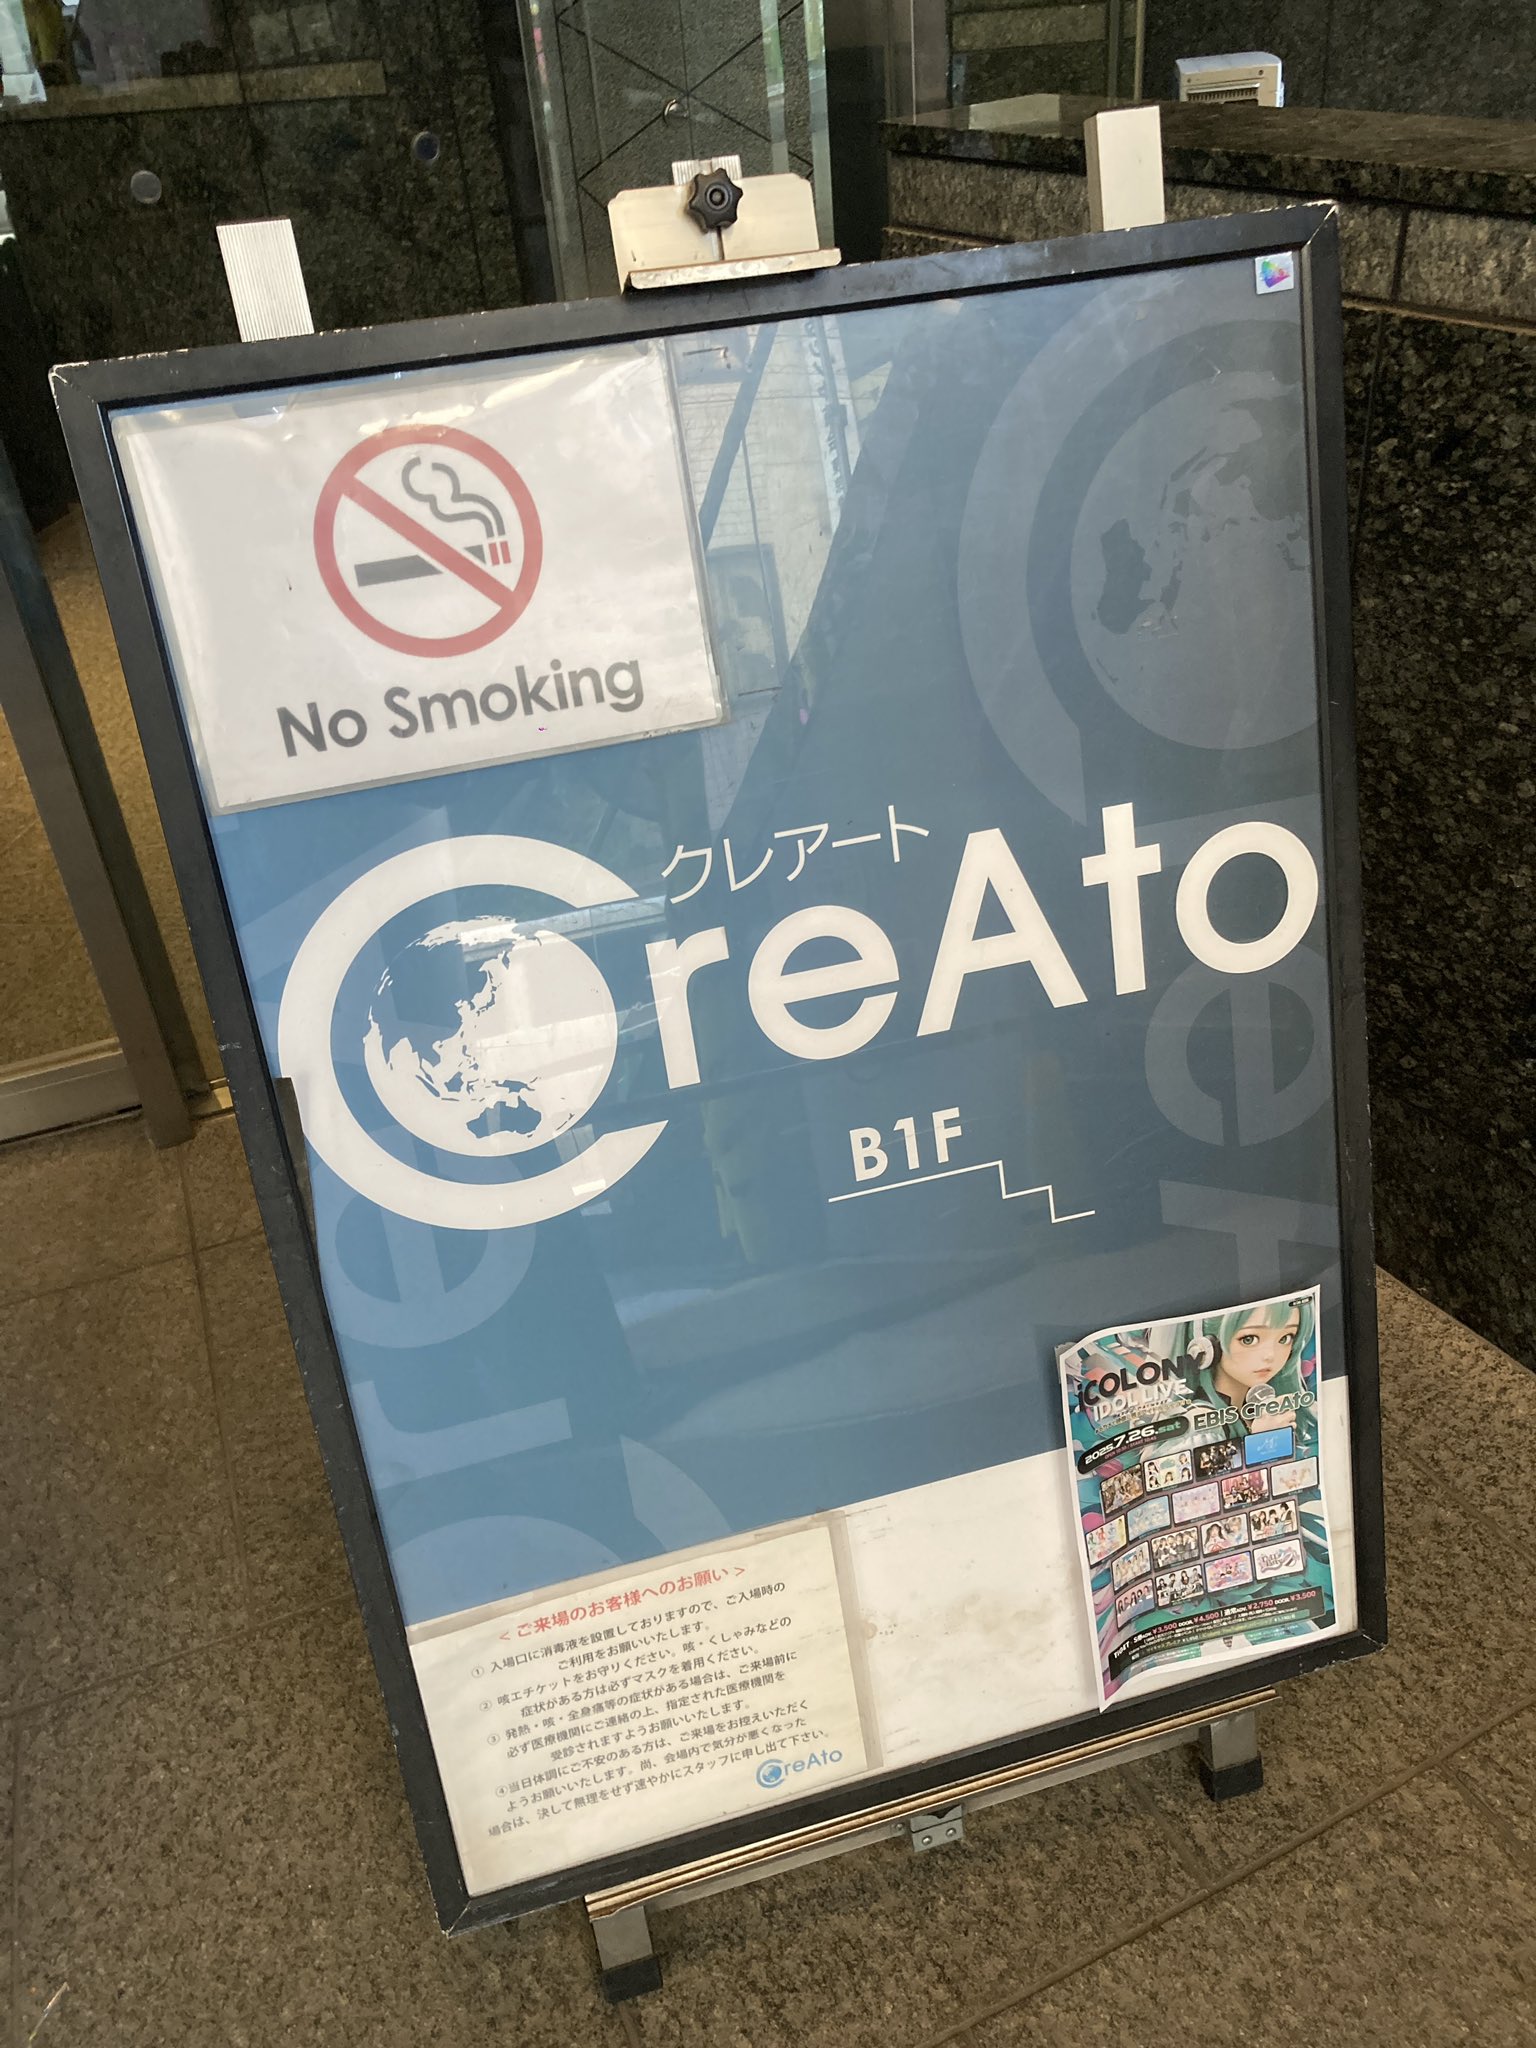 No Smoking
クレアート
CreAto
B1F
iCOLONY
IDOL LIVE
EBIS CreAto
2025.7.26.sat
TICKET
¥3,500 DOOR.¥4,500
¥2,750 DOOR.¥3,500
< ご来場のお客様へのお願い >
① 入場口に消毒液を設置しておりますので、ご入場時の
ご利用をお願いいたします。
② 咳エチケットをお守りください。咳・くしゃみなどの
症状がある方は必ずマスクを着用ください。
③ 発熱・咳・全身痛等の症状がある場合は、ご来場前に
必ず医療機関にご連絡の上、指定された医療機関を
受診されますようお願いいたします。
④当日体調にご不安のある方は、ご来場をお控えいただく
ようお願いいたします。尚、会場内で気分が悪くなった
場合は、決して無理をせず速やかにスタッフに申し出て下さい。
CreAto